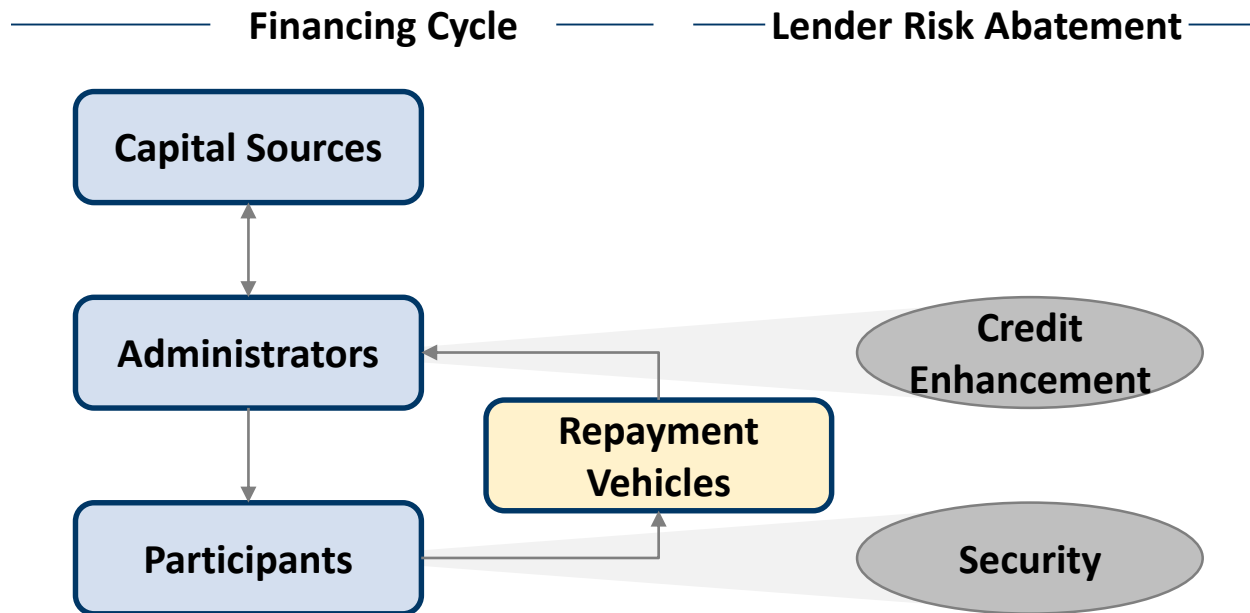 Financing Cycle
Lender Risk Abatement
Capital Sources
Administrators
Credit
Enhancement
Repayment
Vehicles
Participants
Security